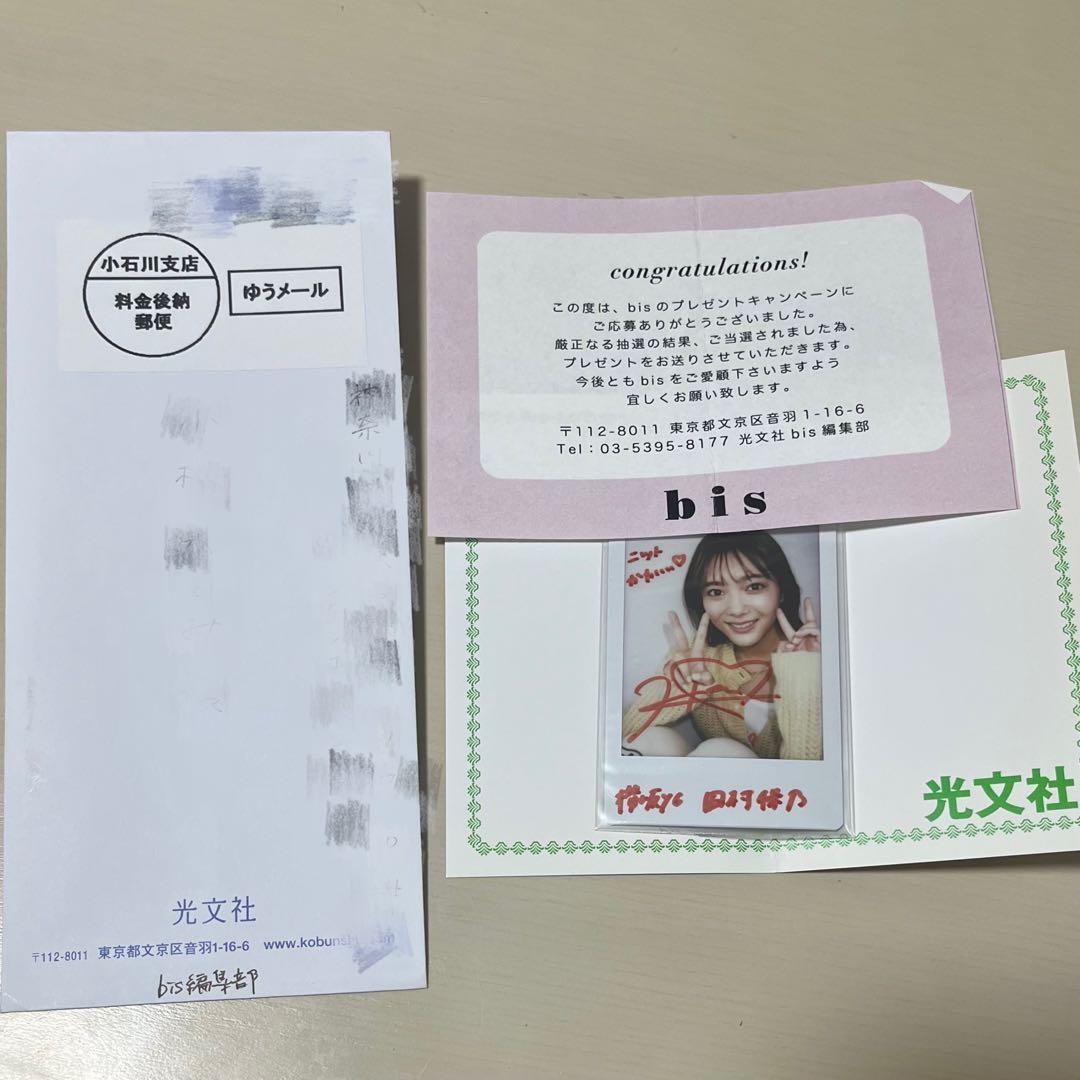 小石川支店
料金後納
郵便
ゆうメール
光文社
〒112-8011 東京都文京区音羽1-16-6 www.kobunsh
bis編集部
congratulations!
この度は、bisのプレゼントキャンペーンに
ご応募ありがとうございました。
厳正なる抽選の結果、ご当選されました為、
プレゼントをお送りさせていただきます。
今後ともbisをご愛顧下さいますよう
宜しくお願い致します。
〒112-8011 東京都文京区音羽1-16-6
Tel：03-5395-8177 光文社bis編集部
bis
ニット
かわいい♡
櫻坂46 田村保乃
光文社